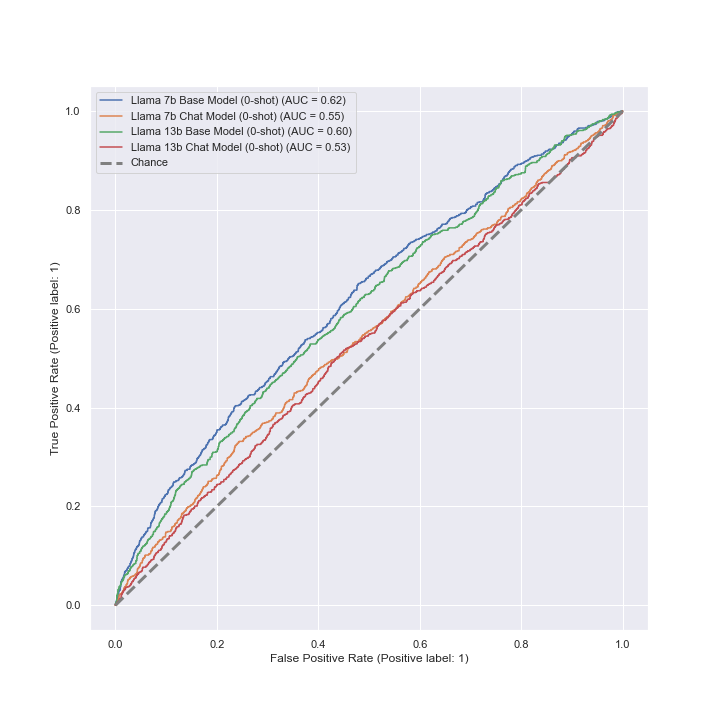 Llama 7b Base Model (0-shot) (AUC = 0.62)
Llama 7b Chat Model (0-shot) (AUC = 0.55)
Llama 13b Base Model (0-shot) (AUC = 0.60)
Llama 13b Chat Model (0-shot) (AUC = 0.53)
Chance
1.0
0.8
0.6
0.4
0.2
0.0
True Positive Rate (Positive label: 1)
0.0 0.2 0.4 0.6 0.8 1.0
False Positive Rate (Positive label: 1)